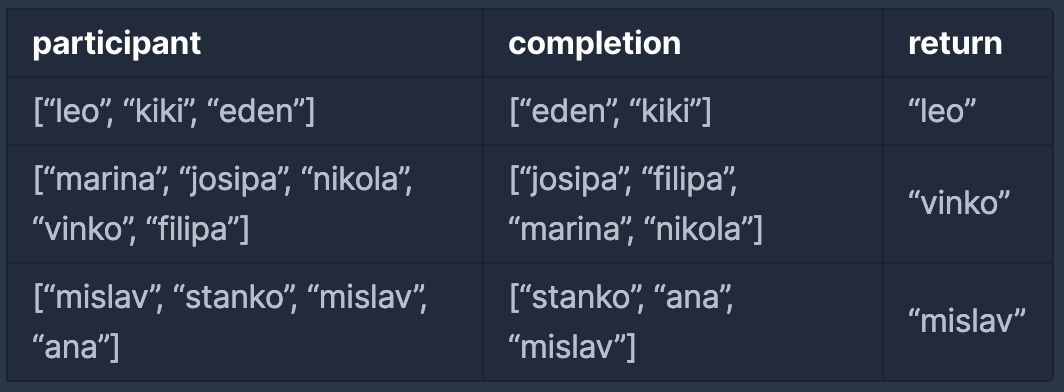 participant completion return
[“leo”, “kiki”, “eden”] [“eden”, “kiki”] “leo”
[“marina”, “josipa”, “nikola”,
“vinko”, “filipa”]
[“josipa”, “filipa”,
“marina”, “nikola”]
“vinko”
[“mislav”, “stanko”, “mislav”,
“ana”]
[“stanko”, “ana”,
“mislav”]
“mislav”